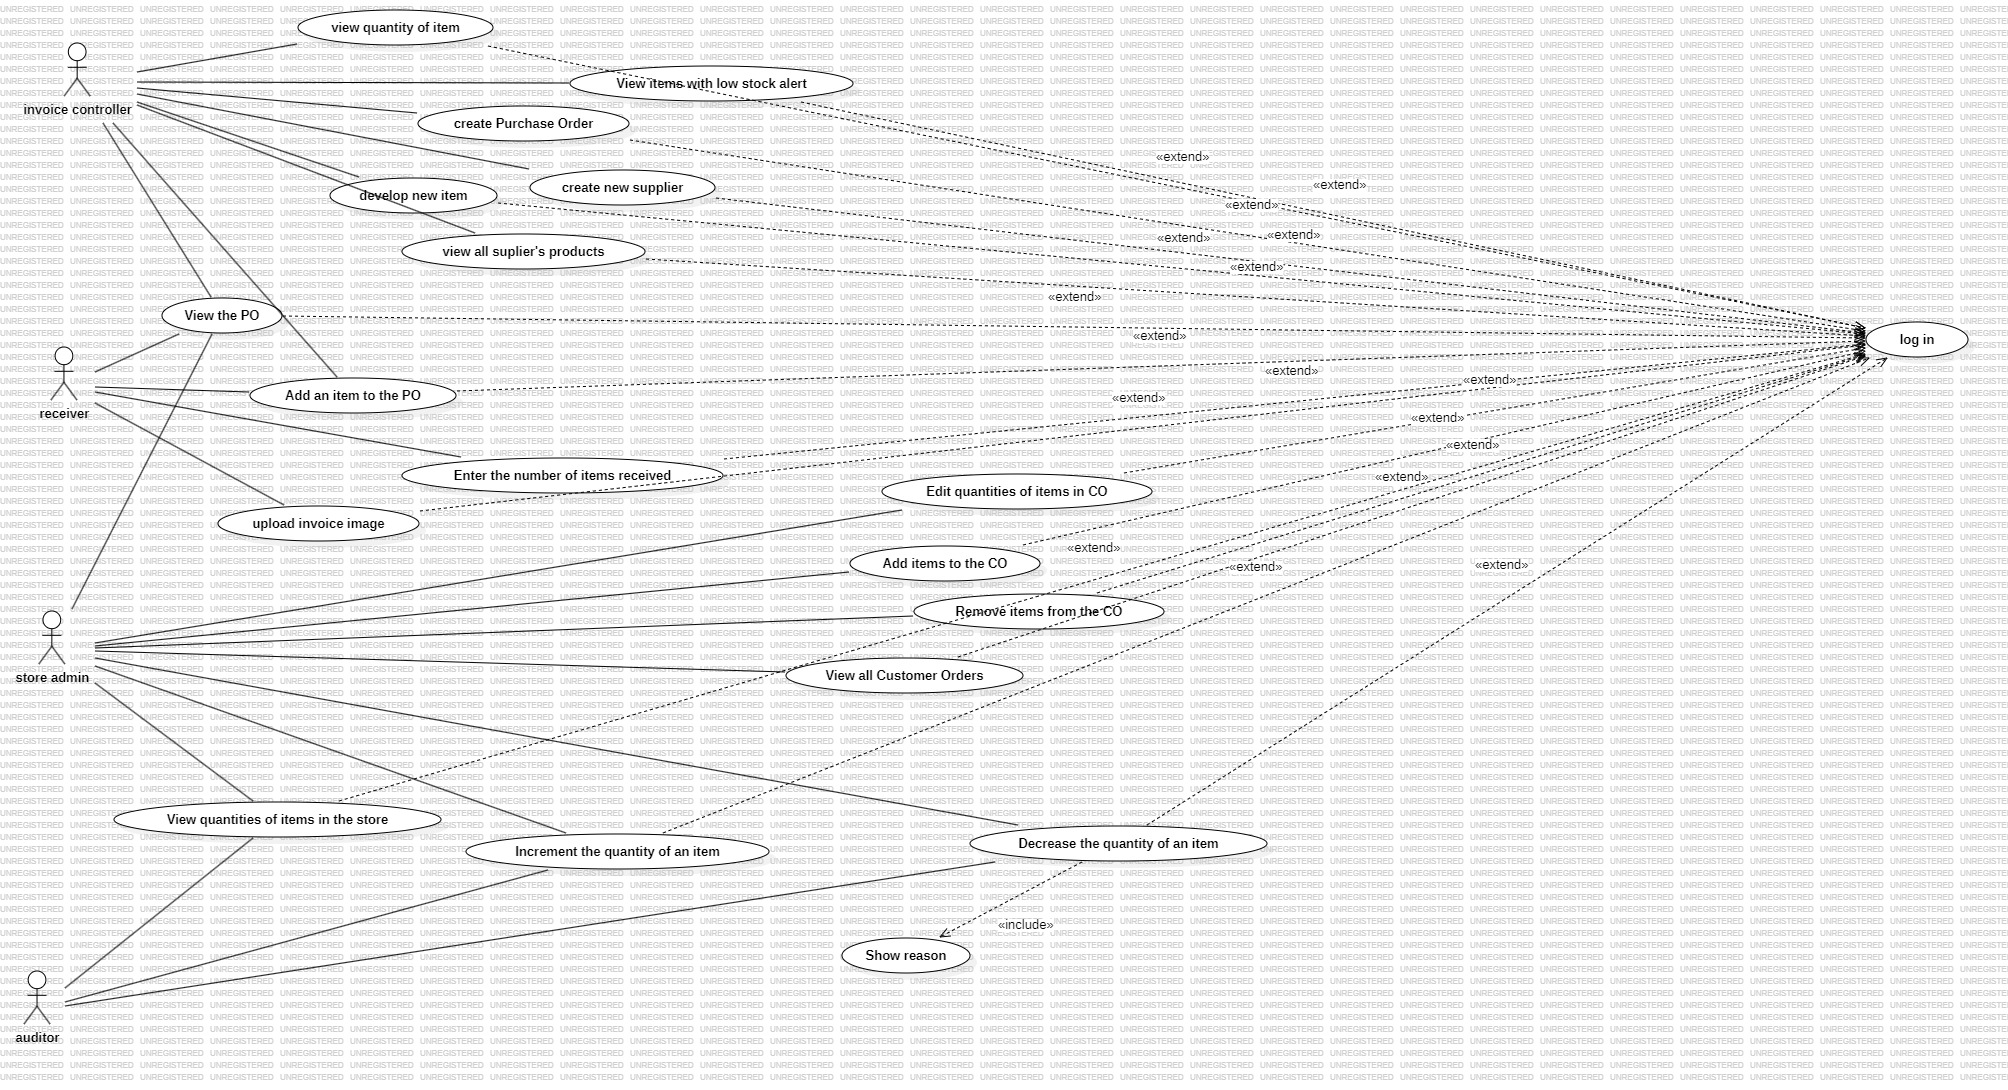 view quantity of item
View items with low stock alert
invoice controller
create Purchase Order
«extend»
«extend»
create new supplier
develop new item
«extend»
«extend»
«extend»
view all suplier's products
«extend»
«extend»
View the PO
«extend»
log in
«extend»
«extend»
receiver
Add an item to the PO
«extend»
«extend»
«extend»
Enter the number of items received
«extend»
Edit quantities of items in CO
upload invoice image
«extend»
Add items to the CO
«extend»
«extend»
Remove items from the CO
store admin
View all Customer Orders
View quantities of items in the store
Increment the quantity of an item
Decrease the quantity of an item
«include»
Show reason
auditor
UNREGISTERED